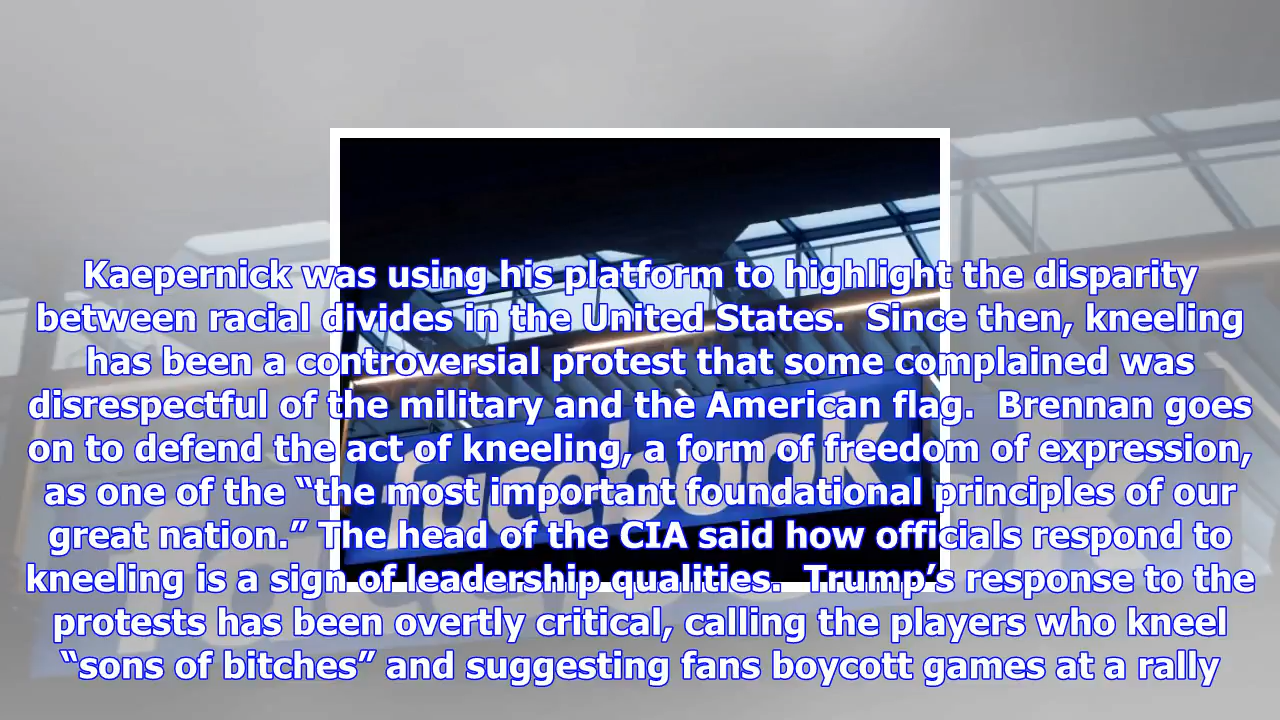 Kaepernick was using his platform to highlight the disparity
between racial divides in the United States.  Since then, kneeling
has been a controversial protest that some complained was
disrespectful of the military and the American flag.  Brennan goes
on to defend the act of kneeling, a form of freedom of expression,
as one of the “the most important foundational principles of our
great nation.” The head of the CIA said how officials respond to
kneeling is a sign of leadership qualities.  Trump’s response to the
protests has been overtly critical, calling the players who kneel
“sons of bitches” and suggesting fans boycott games at a rally
facebook